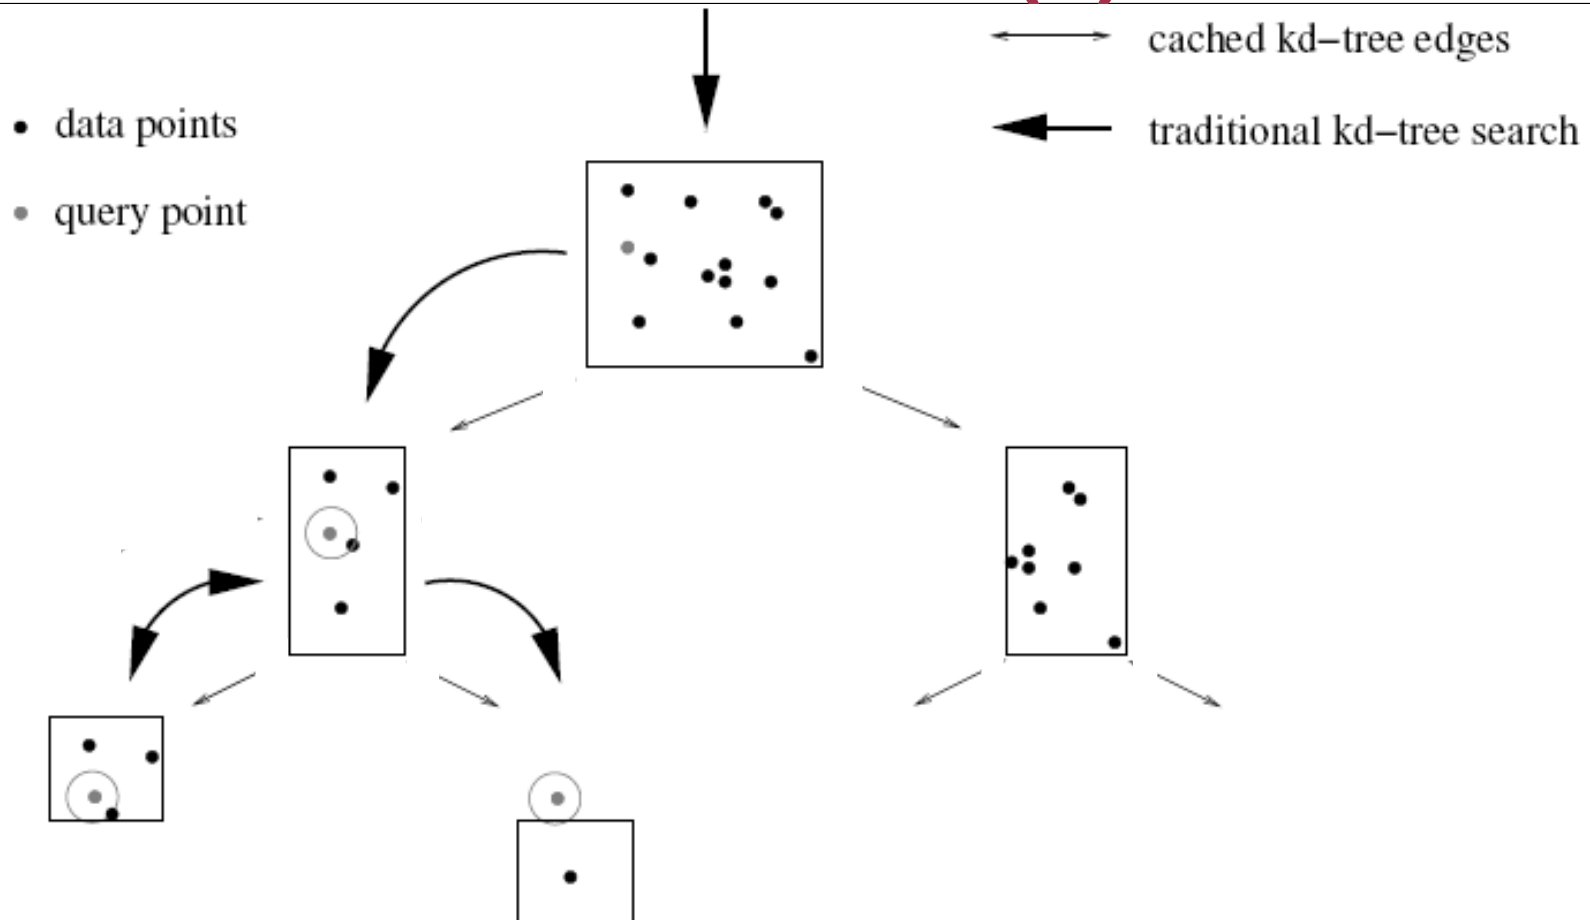 cached kd–tree edges
data points
traditional kd–tree search
query point